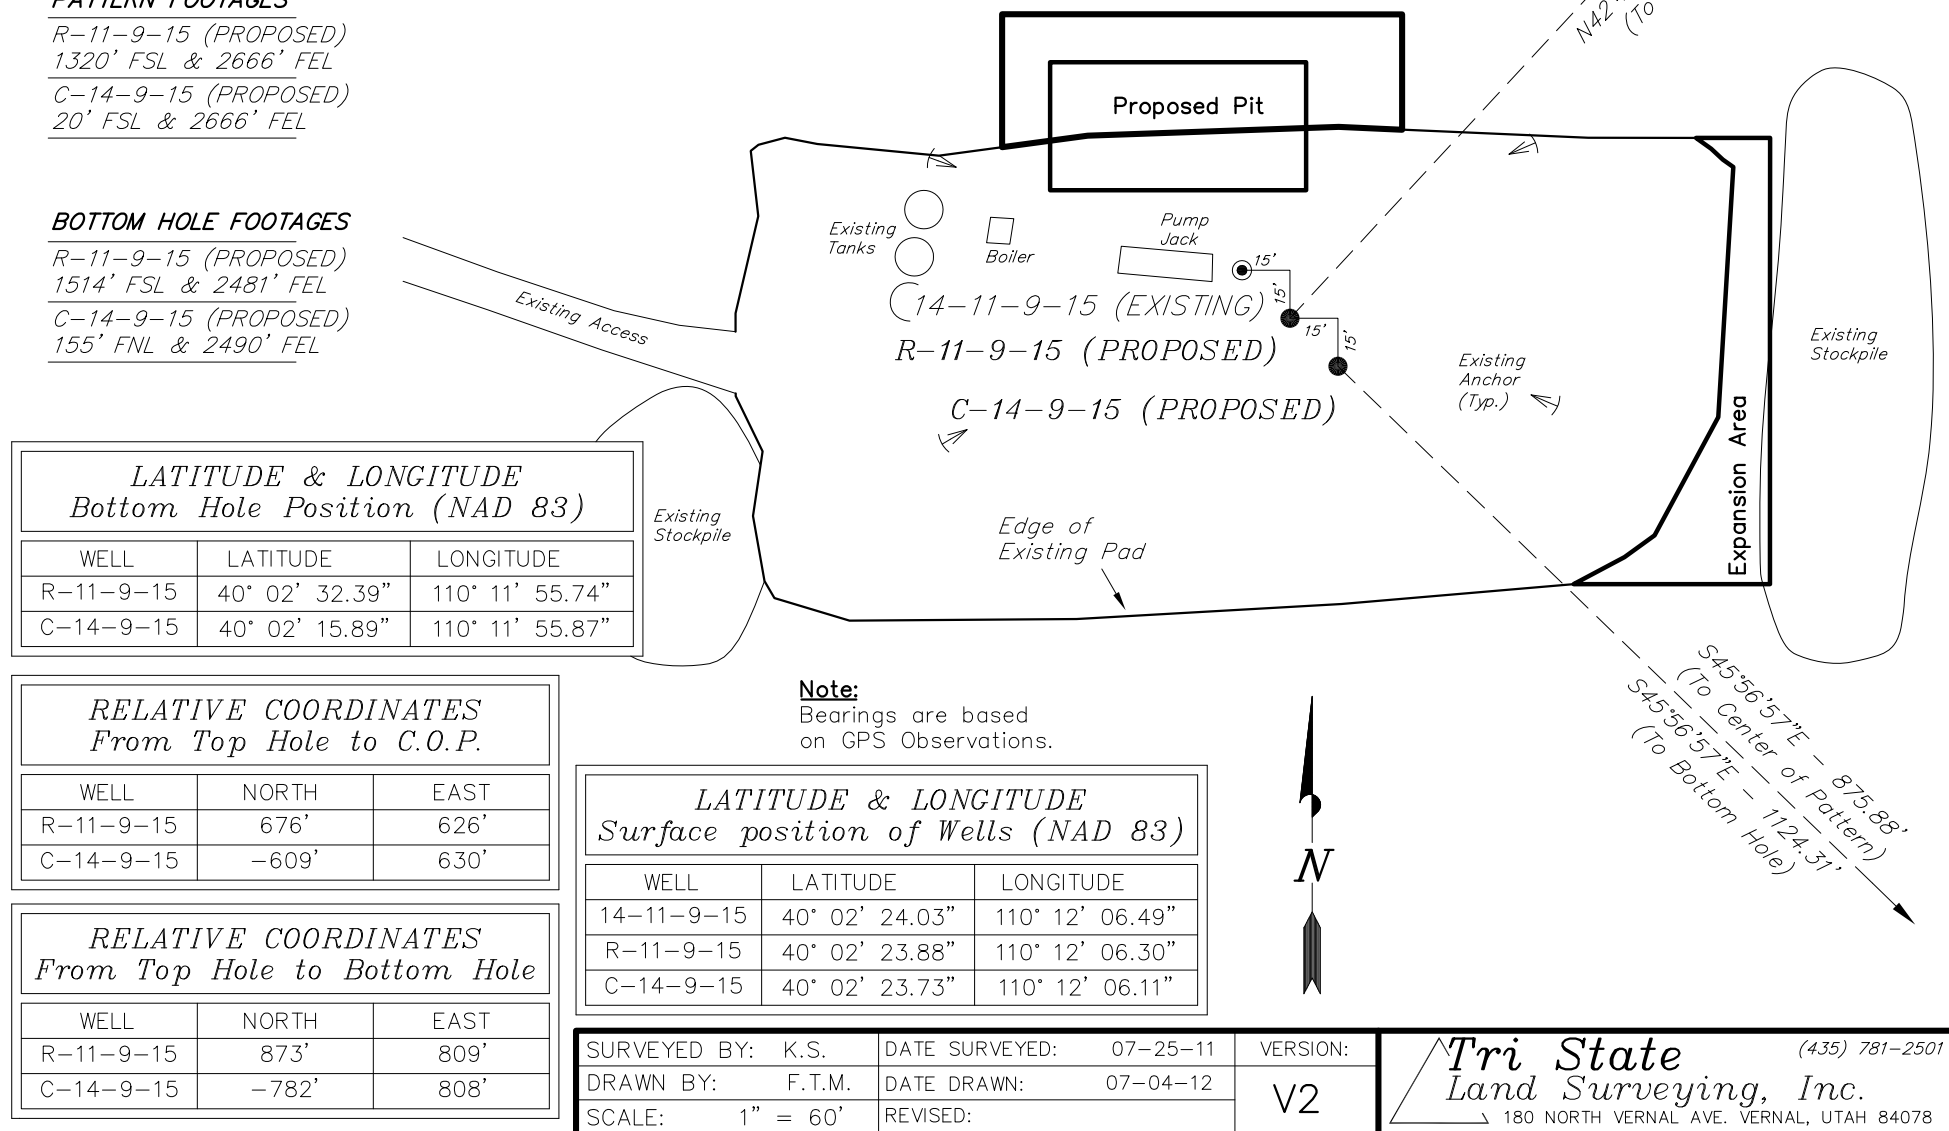 PATTERN FOOTAGES
R-11-9-15 (PROPOSED)
1320' FSL & 2666' FEL
C-14-9-15 (PROPOSED)
20' FSL & 2666' FEL
BOTTOM HOLE FOOTAGES
R-11-9-15 (PROPOSED)
1514' FSL & 2481' FEL
C-14-9-15 (PROPOSED)
155' FNL & 2490' FEL
(To
Proposed Pit
Existing
Tanks
Boiler
Pump
Jack
15'
15'
15'
15'
14-11-9-15 (EXISTING)
R-11-9-15 (PROPOSED)
C-14-9-15 (PROPOSED)
Existing Access
Existing
Anchor
(Typ.)
Expansion Area
Existing
Stockpile
Existing
Stockpile
Edge of
Existing Pad
S45°56'57"E - 875.88'
(To Center of Pattern)
S45°56'57"E - 1124.31'
(To Bottom Hole)
LATITUDE & LONGITUDE
Bottom Hole Position (NAD 83)
WELL LATITUDE LONGITUDE
R-11-9-15 40° 02' 32.39" 110° 11' 55.74"
C-14-9-15 40° 02' 15.89" 110° 11' 55.87"
RELATIVE COORDINATES
From Top Hole to C.O.P.
WELL NORTH EAST
R-11-9-15 676' 626'
C-14-9-15 -609' 630'
RELATIVE COORDINATES
From Top Hole to Bottom Hole
WELL NORTH EAST
R-11-9-15 873' 809'
C-14-9-15 -782' 808'
Note:
Bearings are based
on GPS Observations.
LATITUDE & LONGITUDE
Surface position of Wells (NAD 83)
WELL LATITUDE LONGITUDE
14-11-9-15 40° 02' 24.03" 110° 12' 06.49"
R-11-9-15 40° 02' 23.88" 110° 12' 06.30"
C-14-9-15 40° 02' 23.73" 110° 12' 06.11"
N
SURVEYED BY: K.S. DATE SURVEYED: 07-25-11 VERSION:
DRAWN BY: F.T.M. DATE DRAWN: 07-04-12 V2
SCALE: 1" = 60' REVISED:
Tri State (435) 781-2501
Land Surveying, Inc.
180 NORTH VERNAL AVE. VERNAL, UTAH 84078